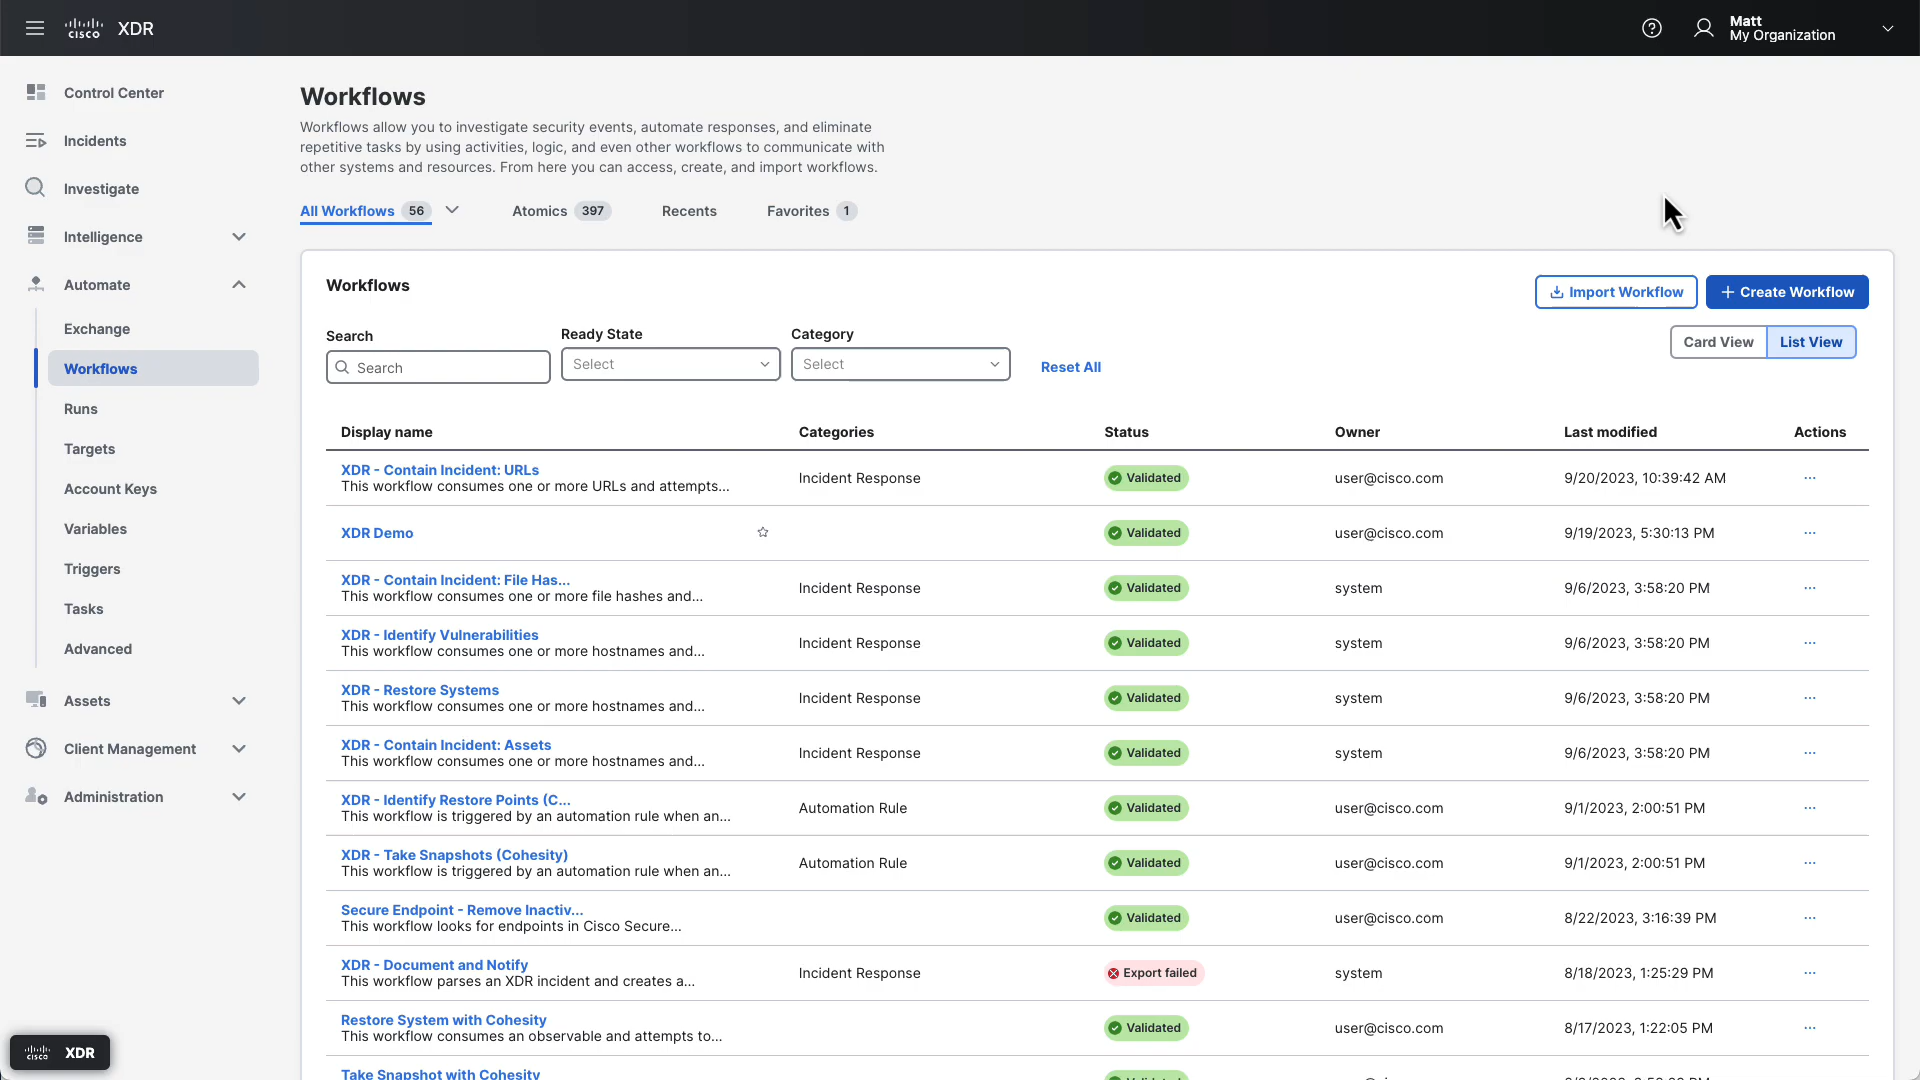 CISCO XDR
Matt
My Organization
Control Center
Incidents
Investigate
Intelligence
Automate
Exchange
Workflows
Runs
Targets
Account Keys
Variables
Triggers
Tasks
Advanced
Assets
Client Management
Administration
CISCO XDR
Workflows
Workflows allow you to investigate security events, automate responses, and eliminate
repetitive tasks by using activities, logic, and even other workflows to communicate with
other systems and resources. From here you can access, create, and import workflows.
All Workflows 56 Atomics 397 Recents Favorites 1
Workflows
Import Workflow + Create Workflow
Search Ready State Category
Search Select Select Reset All
Card View List View
Display name Categories Status Owner Last modified Actions
XDR - Contain Incident: URLs
This workflow consumes one or more URLs and attempts... Incident Response Validated user@cisco.com 9/20/2023, 10:39:42 AM ...
XDR Demo Validated user@cisco.com 9/19/2023, 5:30:13 PM ...
XDR - Contain Incident: File Has...
This workflow consumes one or more file hashes and... Incident Response Validated system 9/6/2023, 3:58:20 PM ...
XDR - Identify Vulnerabilities
This workflow consumes one or more hostnames and... Incident Response Validated system 9/6/2023, 3:58:20 PM ...
XDR - Restore Systems
This workflow consumes one or more hostnames and... Incident Response Validated system 9/6/2023, 3:58:20 PM ...
XDR - Contain Incident: Assets
This workflow consumes one or more hostnames and... Incident Response Validated system 9/6/2023, 3:58:20 PM ...
XDR - Identify Restore Points (C...
This workflow is triggered by an automation rule when an... Automation Rule Validated user@cisco.com 9/1/2023, 2:00:51 PM ...
XDR - Take Snapshots (Cohesity)
This workflow is triggered by an automation rule when an... Automation Rule Validated user@cisco.com 9/1/2023, 2:00:51 PM ...
Secure Endpoint - Remove Inactiv...
This workflow looks for endpoints in Cisco Secure... Validated user@cisco.com 8/22/2023, 3:16:39 PM ...
XDR - Document and Notify
This workflow parses an XDR incident and creates a... Incident Response Export failed system 8/18/2023, 1:25:29 PM ...
Restore System with Cohesity
This workflow consumes an observable and attempts to... Validated user@cisco.com 8/17/2023, 1:22:05 PM ...
Take Snapshot with Cohesity